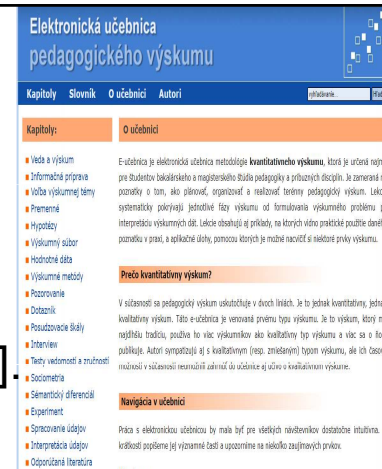 Elektronická učebnica
pedagogického výskumu
Kapitoly Slovník O učebnici Autori
vyhľadávanie...
Kapitoly:
Veda a výskum
Informačná príprava
Voľba výskumnej témy
Premenné
Hypotézy
Výskumný súbor
Hodnotné dáta
Výskumné metódy
Pozorovanie
Dotazník
Posudzovacie škály
Interview
Testy vedomostí a zručností
Sociometria
Sémantický diferenciál
Experiment
Spracovanie údajov
Interpretácia údajov
Odporúčaná literatúra
].
O učebnici
E-učebnica je elektronická učebnica metodológie kvantitatívneho výskumu, ktorá je určená najm
pre študentov bakalárskeho a magisterského štúdia pedagogiky a príbuzných disciplín. Je zameraná
poznatky o tom, ako plánovať, organizovať a realizovať terénny pedagogický výskum. Lekc
systematicky pokrývajú jednotlivé fázy výskumu od formulovania výskumného problému
interpretáciu výskumných dát. Lekcie obsahujú aj príklady, na ktorých vidno praktické použitie danéh
poznatku v praxi, a aplikačné úlohy, pomocou ktorých je možné nacvičiť si niektoré prvky výskumu.
Prečo kvantitatívny výskum?
V súčasnosti sa pedagogický výskum uskutočňuje v dvoch líniách. Je to jednak kvantitatívny, jedna
kvalitatívny výskum. Táto e-učebnica je venovaná prvému typu výskumu. Je to výskum, ktorý m
najdlhšiu tradíciu, používa ho viac výskumníkov ako kvalitatívny typ výskumu a viac sa o ňo
publikuje. Autori sympatizujú aj s kvalitatívnym (resp. zmiešaným) typom výskumu, ale ich časov
možnosti v súčasnosti neumožnili zahrnúť do učebnice aj učivo o kvalitatívnom výskume.
Navigácia v učebnici
Práca s elektronickou učebnicou by mala byť pre všetkých návštevníkov dostatočne intuitívna.
krátkosti popíšeme jej významné časti a upozorníme na niekoľko zaujímavých prvkov.